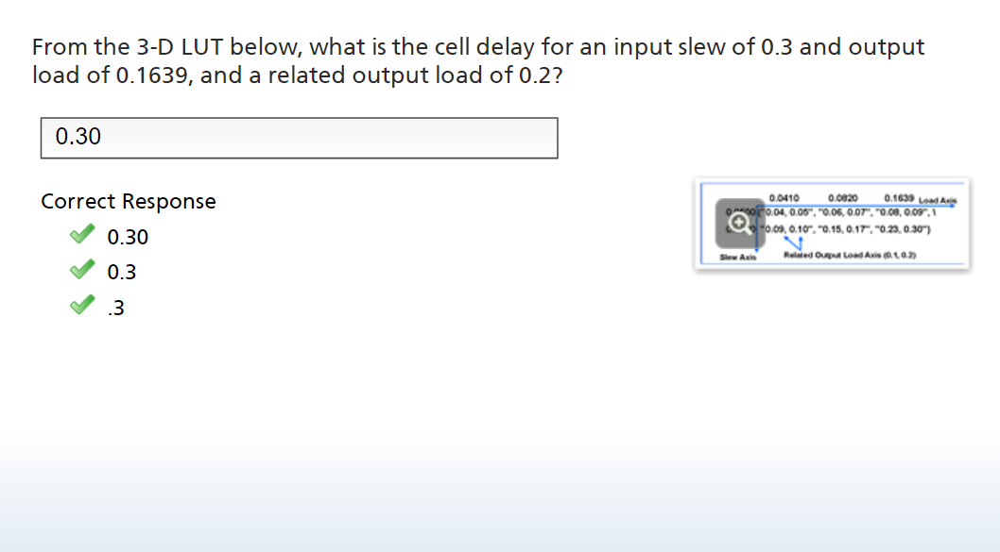 From the 3-D LUT below, what is the cell delay for an input slew of 0.3 and output
load of 0.1639, and a related output load of 0.2?
0.30
Correct Response
0.30
0.3
.3
0.0410 0.0820 0.1639 Load Axis
"0.04, 0.05", "0.06, 0.07", "0.08, 0.09", \
"0.09, 0.10", "0.15, 0.17", "0.23, 0.30")
Slew Axis Related Output Load Axis (0.1, 0.2)